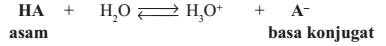 HA + H₂O ⇌ H₃O⁺ + A⁻
asam basa konjugat